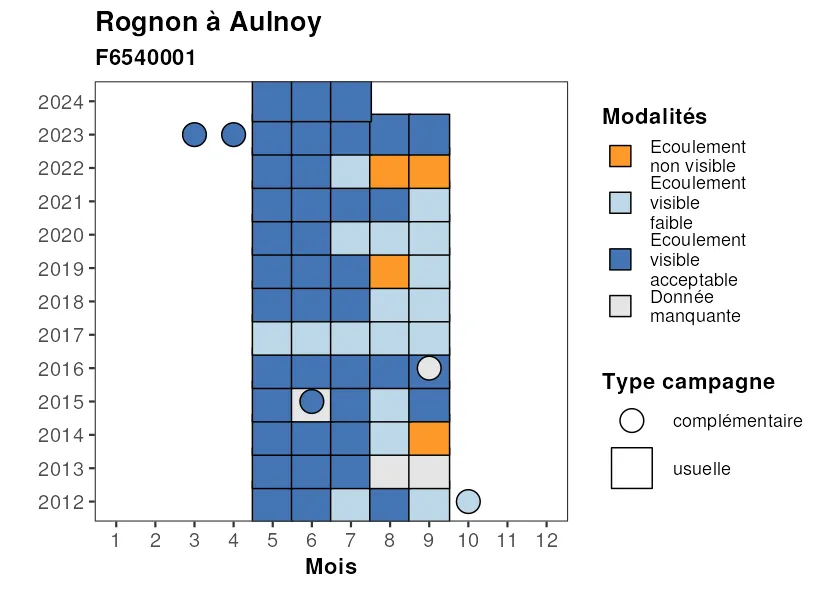 Rognon à Aulnoy
F6540001
2024
2023
2022
2021
2020
2019
2018
2017
2016
2015
2014
2013
2012
1 2 3 4 5 6 7 8 9 10 11 12
Mois
Modalités
Ecoulement
non visible
Ecoulement
visible
faible
Ecoulement
visible
acceptable
Donnée
manquante
Type campagne
complémentaire
usuelle